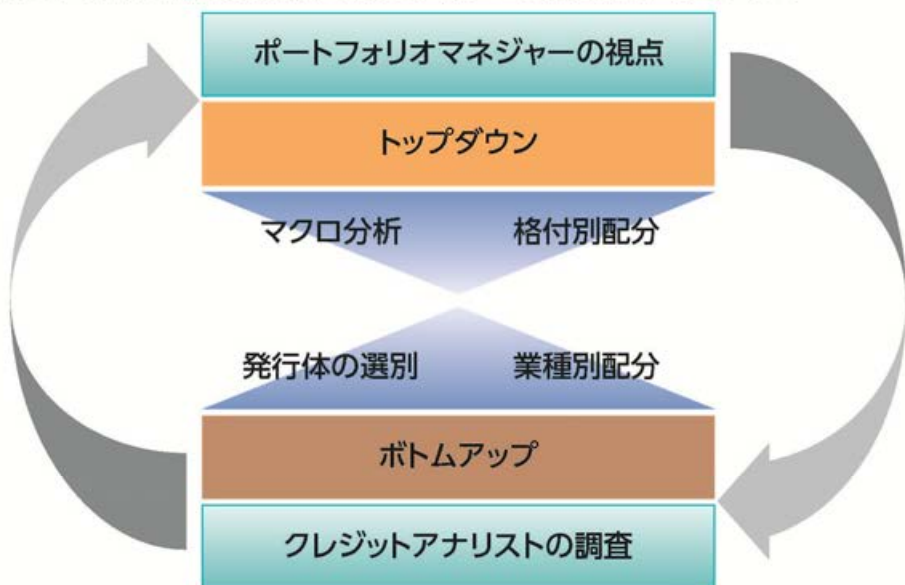 ポートフォリオマネジャーの視点
トップダウン
マクロ分析 格付別配分
発行体の選別 業種別配分
ボトムアップ
クレジットアナリストの調査